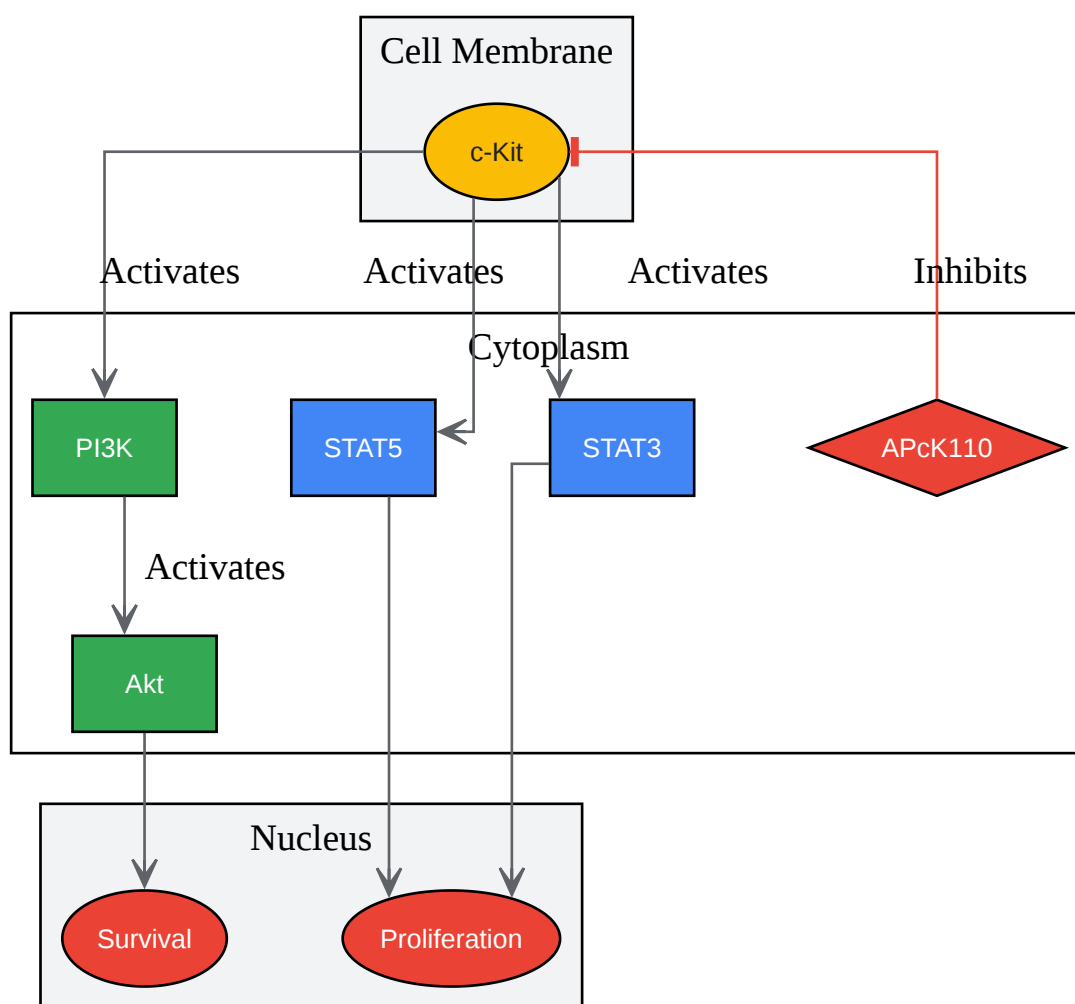 Cell Membrane
c-Kit
Activates
Activates
Activates
Inhibits
Cytoplasm
PI3K
STAT5
STAT3
APcK110
Activates
Akt
Nucleus
Survival
Proliferation